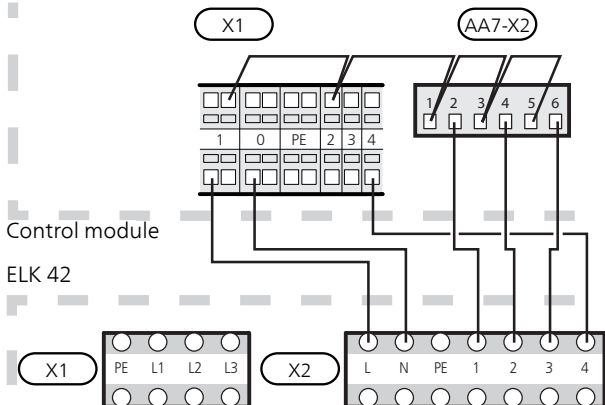 X1 AA7-X2
1 2 3 4 5 6
1 0 PE 2 3 4
Control module
ELK 42
X1 PE L1 L2 L3 X2 L N PE 1 2 3 4